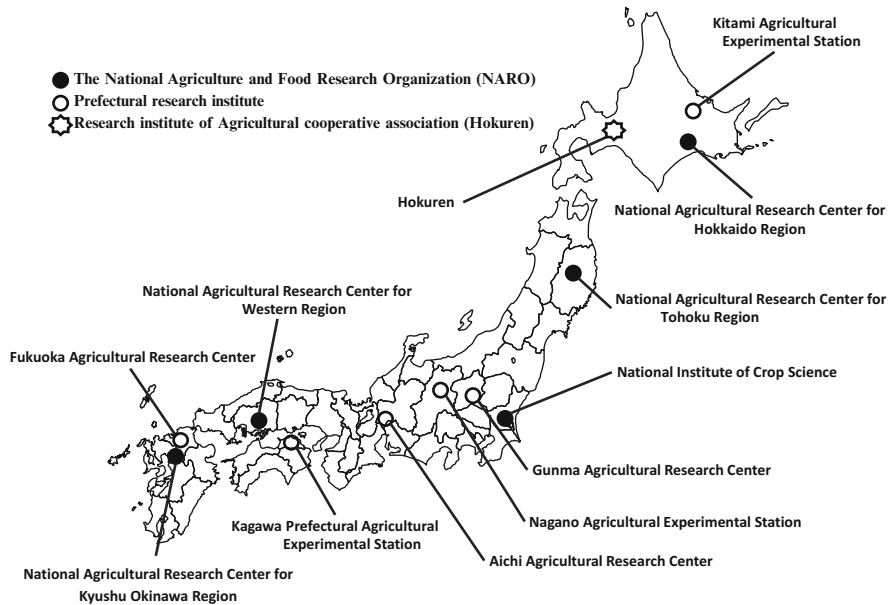 Kitami Agricultural
Experimental Station
The National Agriculture and Food Research Organization (NARO)
Prefectural research institute
Research institute of Agricultural cooperative association (Hokuren)
Hokuren
National Agricultural Research Center for
Hokkaido Region
National Agricultural Research Center for
Western Region
National Agricultural Research Center for
Tohoku Region
Fukuoka Agricultural Research Center
National Institute of Crop Science
Gunma Agricultural Research Center
Nagano Agricultural Experimental Station
Kagawa Prefectural Agricultural
Experimental Station
Aichi Agricultural Research Center
National Agricultural Research Center for
Kyushu Okinawa Region